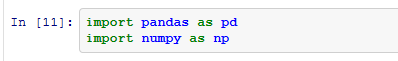 In [11]: import pandas as pd
import numpy as np